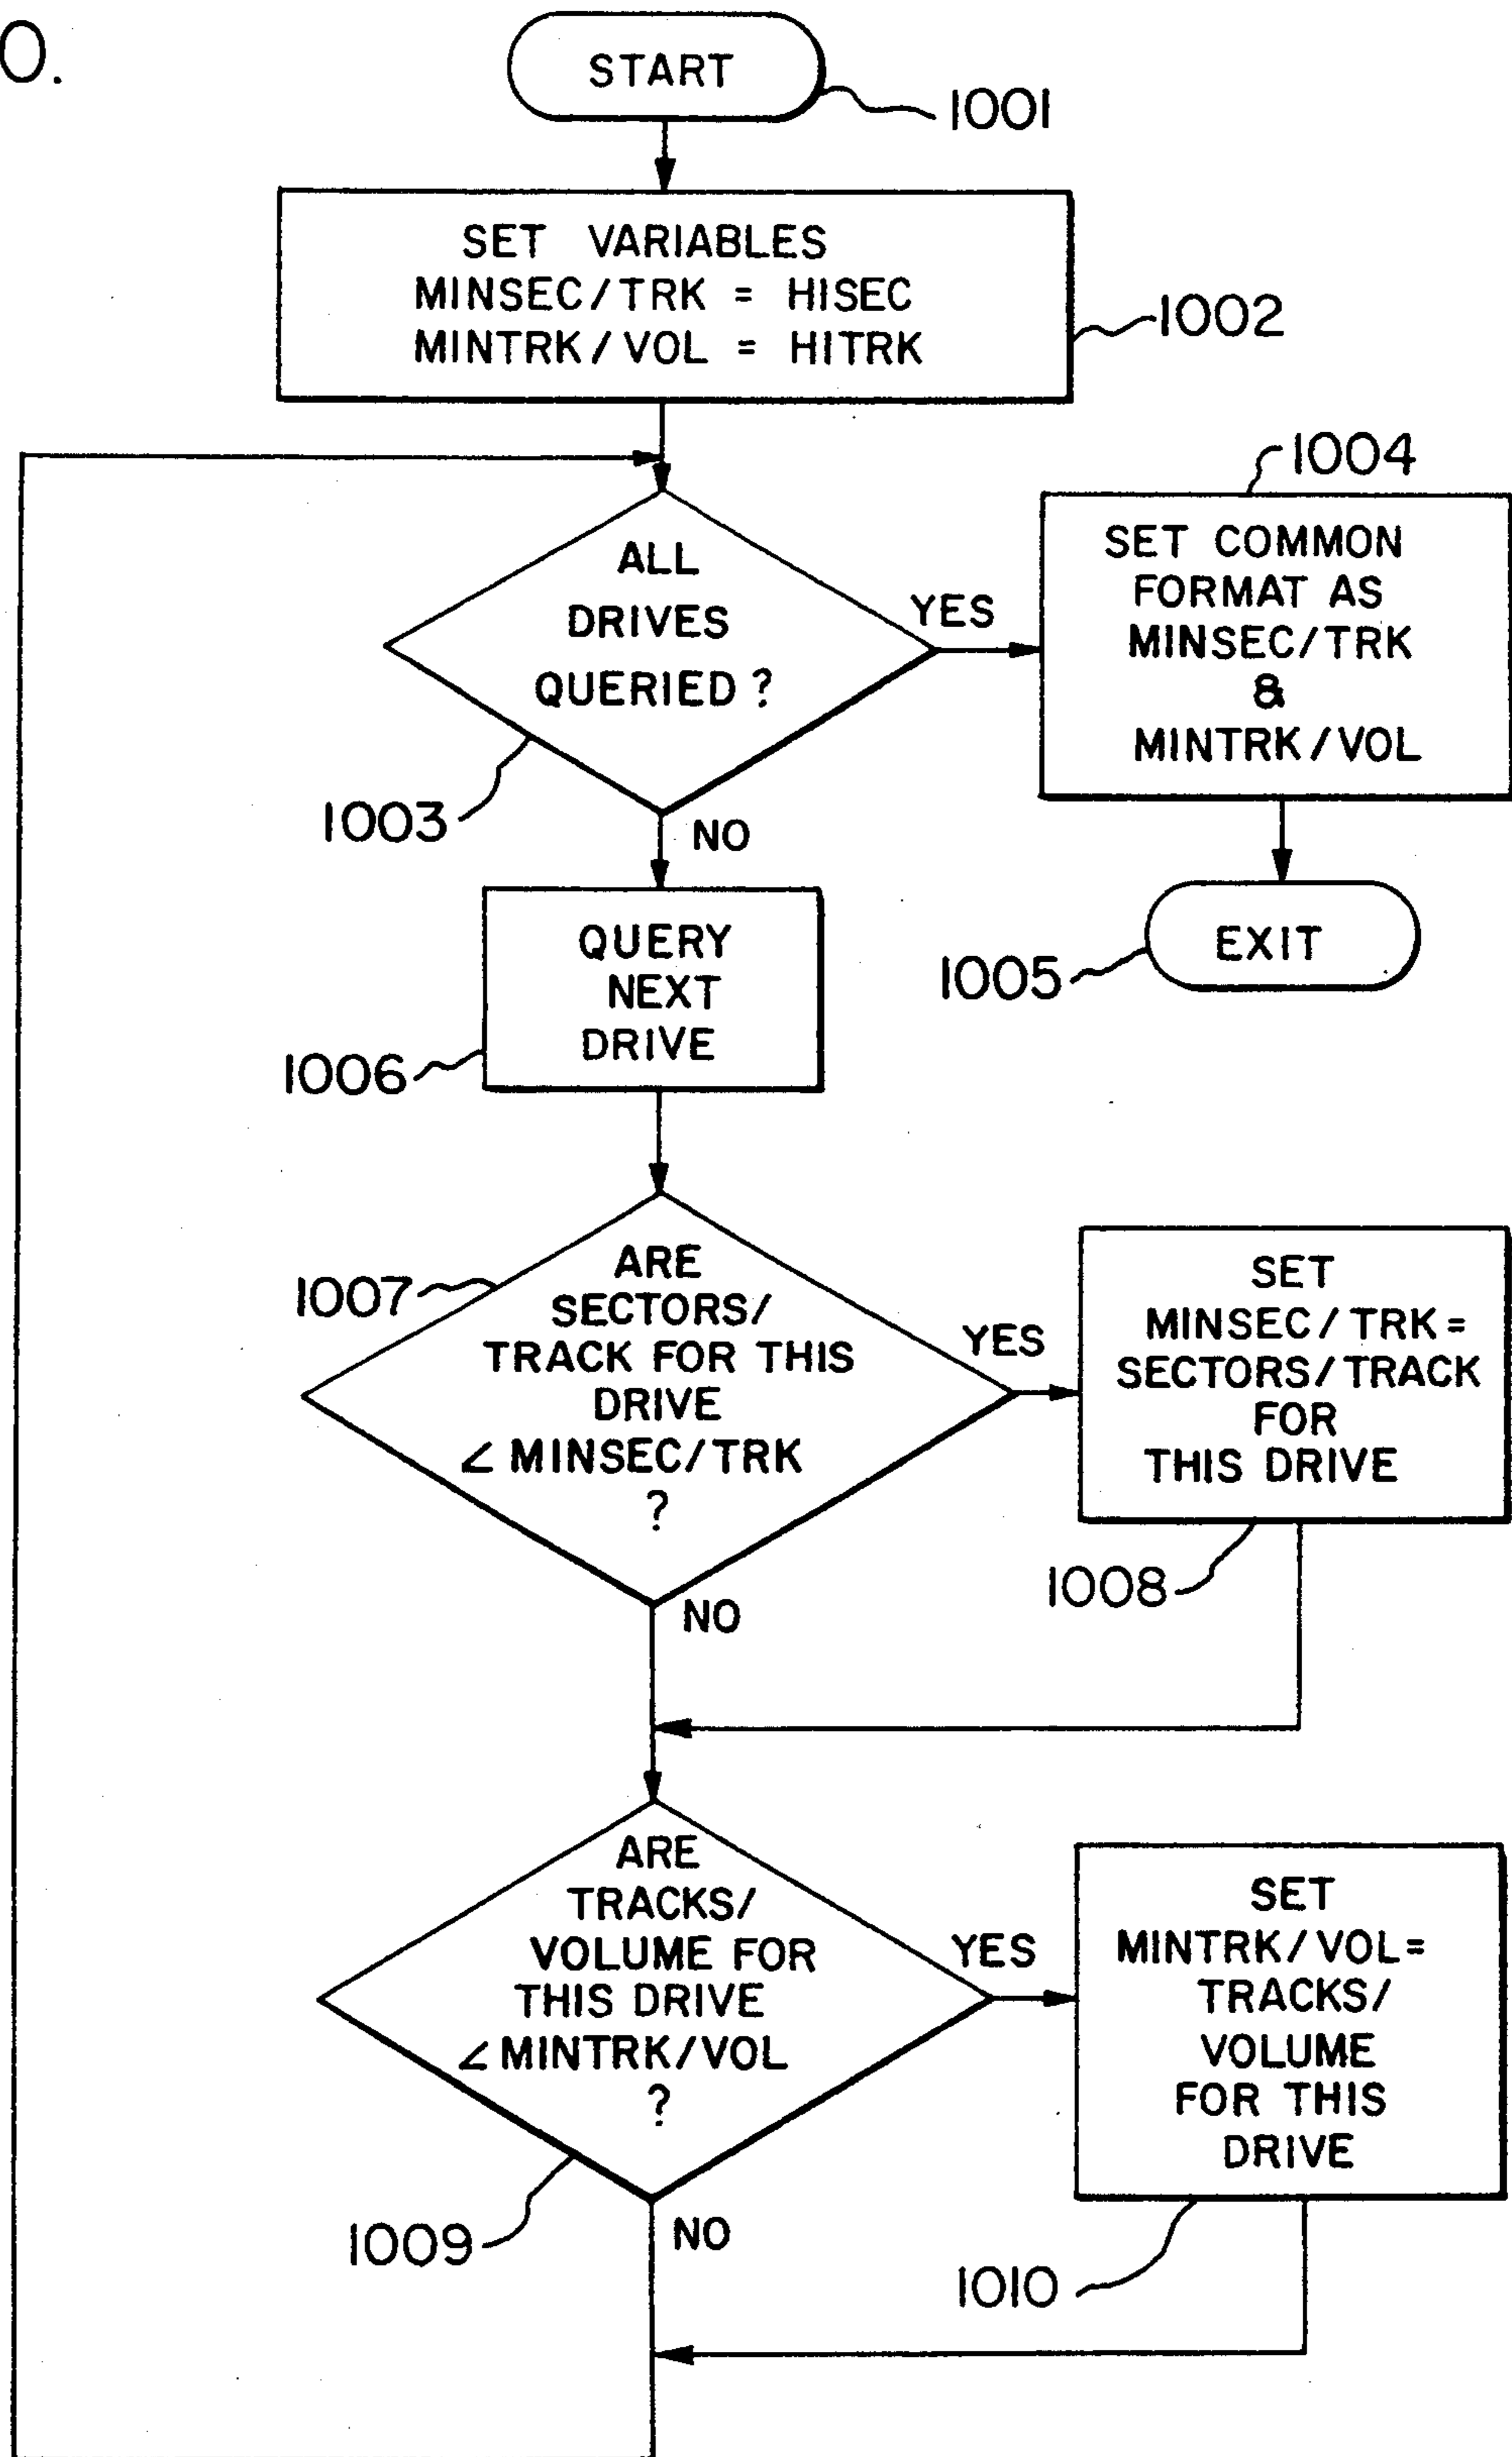 0.
START
1001
SET VARIABLES
MINSEC/TRK = HISEC
MINTRK/VOL = HITRK
1002
ALL
DRIVES
QUERIED ?
1003
YES
NO
1004
SET COMMON
FORMAT AS
MINSEC/TRK
&
MINTRK/VOL
EXIT
1005
QUERY
NEXT
DRIVE
1006
ARE
SECTORS/
TRACK FOR THIS
DRIVE
∠ MINSEC/TRK
?
1007
YES
NO
SET
MINSEC/TRK=
SECTORS/TRACK
FOR
THIS DRIVE
1008
ARE
TRACKS/
VOLUME FOR
THIS DRIVE
∠ MINTRK/VOL
?
1009
YES
NO
SET
MINTRK/VOL=
TRACKS/
VOLUME
FOR THIS
DRIVE
1010